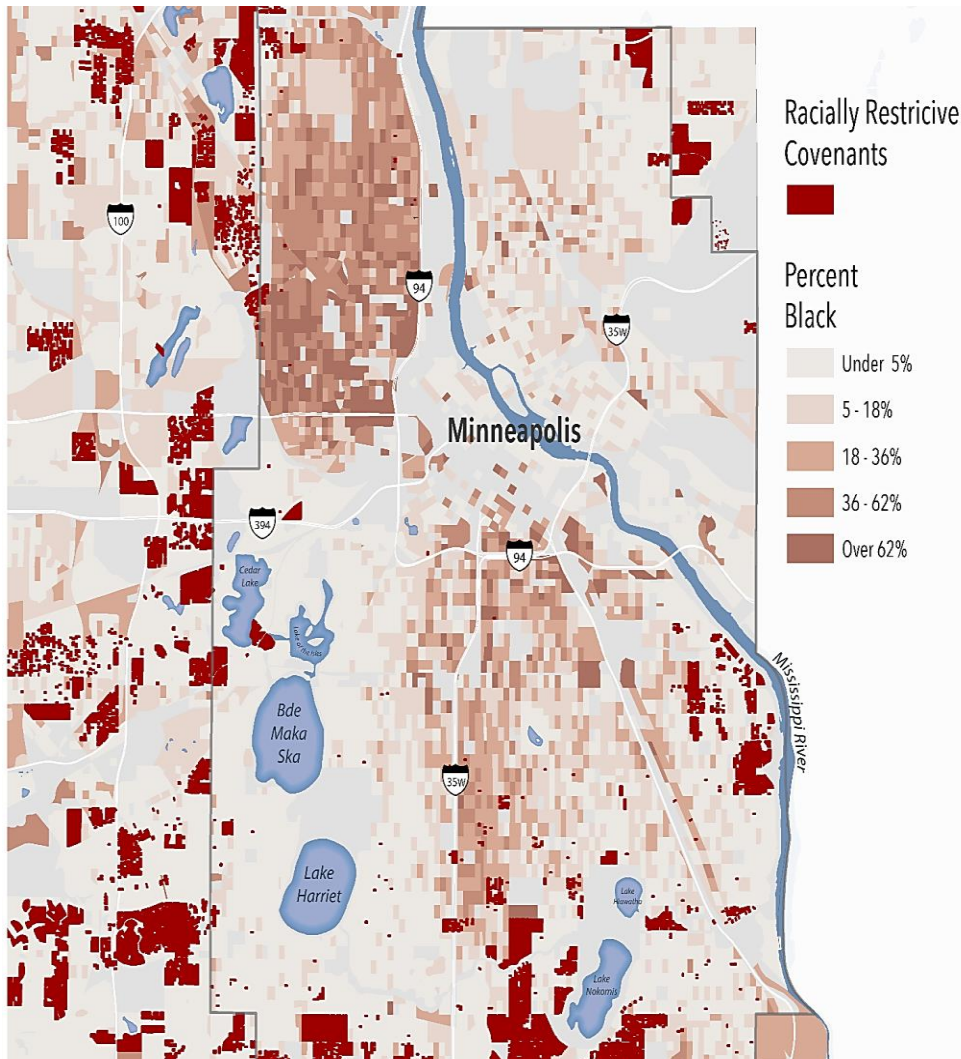 Racially Restricive
Covenants
Percent
Black
Under 5%
5 - 18%
18 - 36%
36 - 62%
Over 62%
100
94
35W
Minneapolis
394
94
Cedar
Lake
Lake of the Isles
Bde
Maka
Ska
Mississippi River
35W
Lake
Harriet
Lake
Hiawatha
Lake
Nokomis